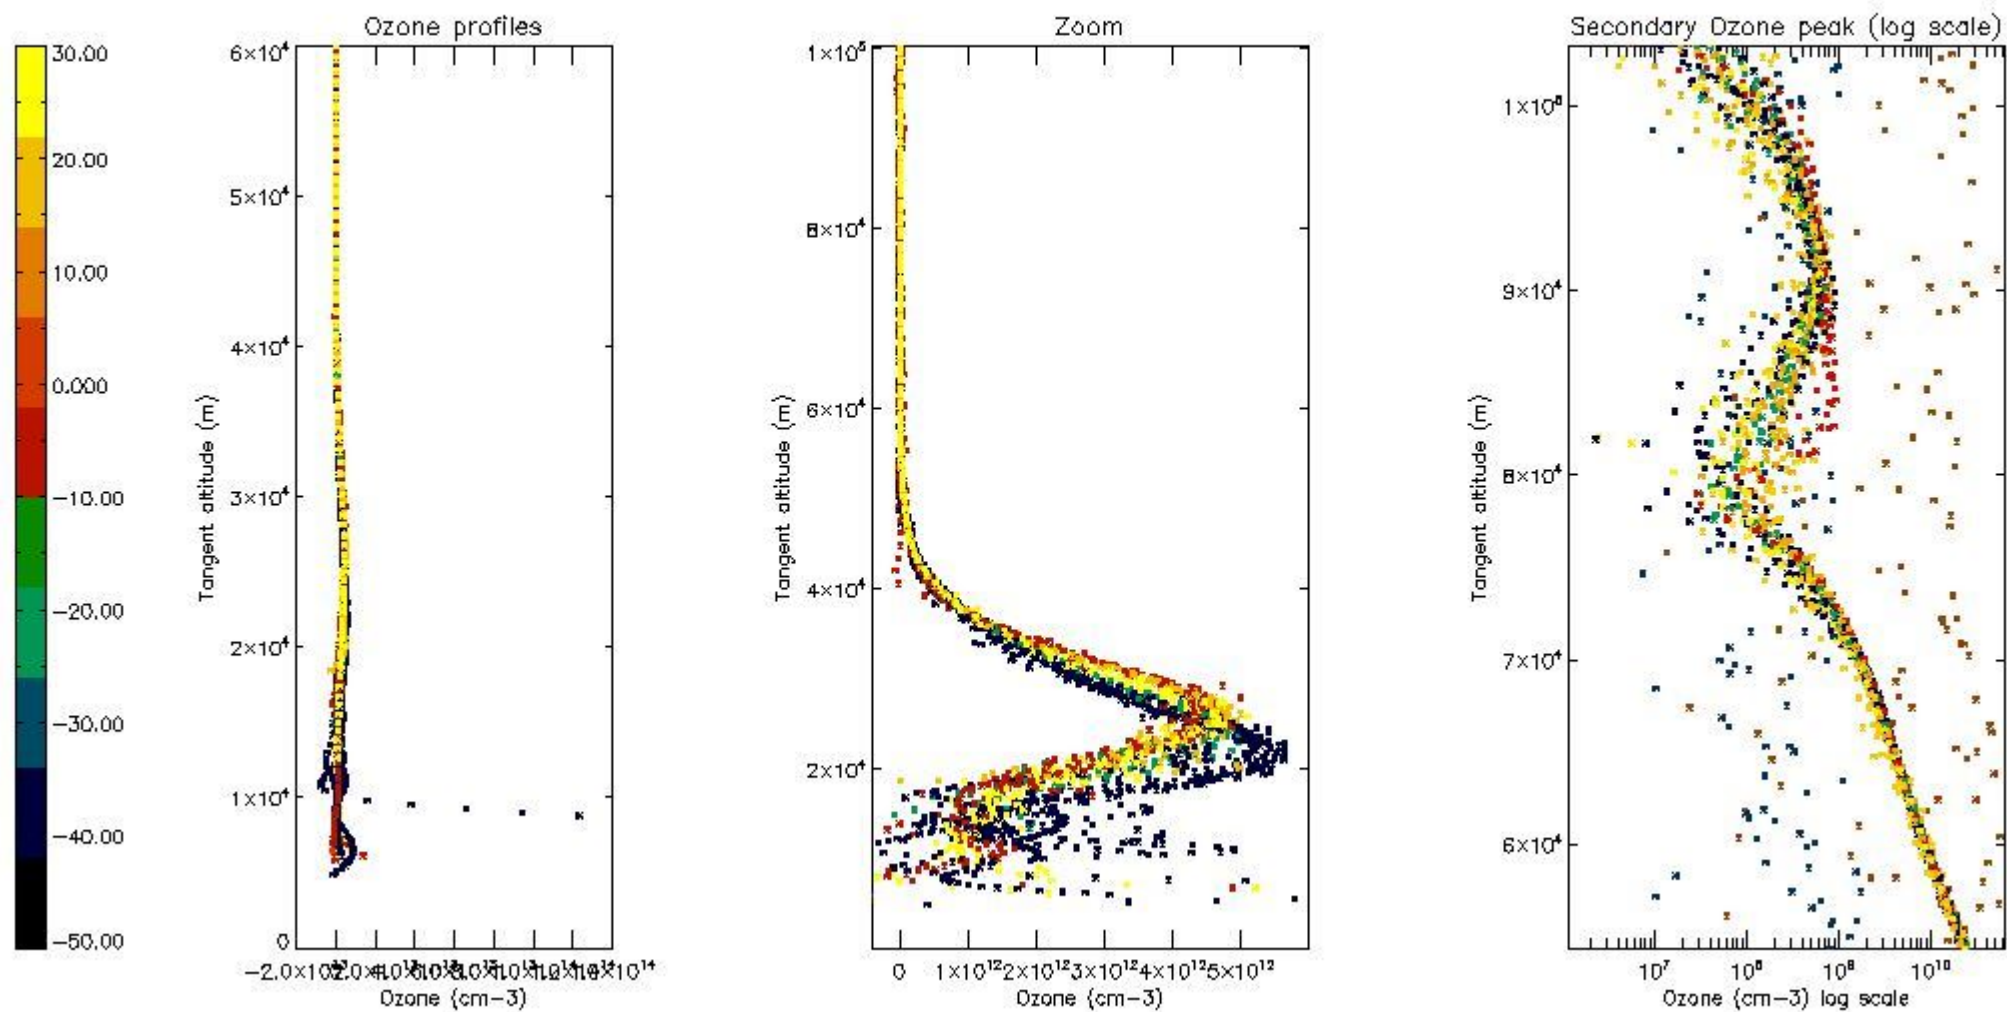 Ozone profiles
Zoom
Secondary Ozone peak (log scale)
30.00
20.00
10.00
0.000
-10.00
-20.00
-30.00
-40.00
-50.00
6×10⁴
5×10⁴
4×10⁴
3×10⁴
2×10⁴
1×10⁴
0
Tangent altitude (m)
Ozone (cm-3)
1×10⁵
8×10⁴
6×10⁴
4×10⁴
2×10⁴
Tangent altitude (m)
0 1×10¹² 2×10¹² 3×10¹² 4×10¹² 5×10¹²
Ozone (cm-3)
9×10⁴
8×10⁴
7×10⁴
6×10⁴
Tangent altitude (m)
10⁷ 10⁸ 10⁹ 10¹⁰
Ozone (cm-3) log scale